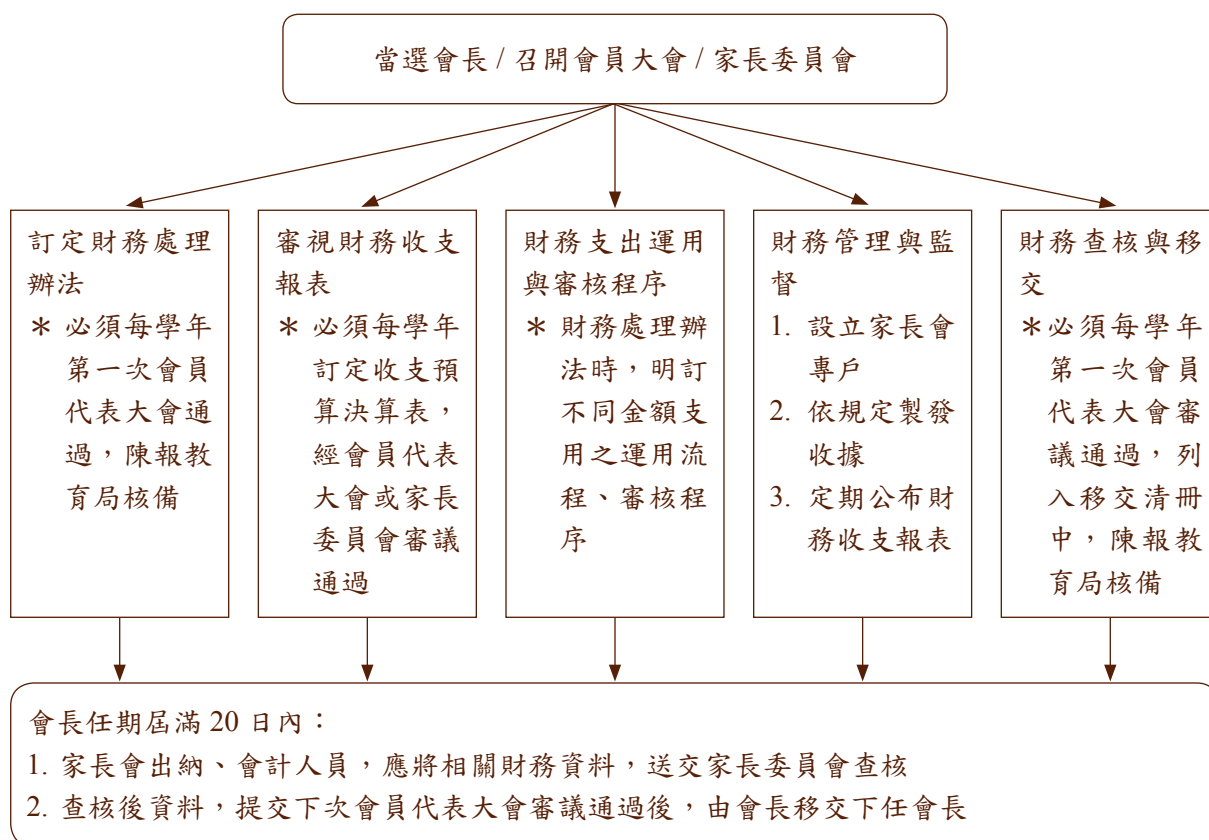 當選會長 / 召開會員大會 / 家長委員會
訂定財務處理
辦法
＊ 必須每學年
第一次會員
代表大會通
過，陳報教
育局核備
審視財務收支
報表
＊ 必須每學年
訂定收支預
算決算表，
經會員代表
大會或家長
委員會審議
通過
財務支出運用
與審核程序
＊ 財務處理辦
法時，明訂
不同金額支
用之運用流
程、審核程
序
財務管理與監
督
1. 設立家長會
專戶
2. 依規定製發
收據
3. 定期公布財
務收支報表
財務查核與移
交
＊必須每學年
第一次會員
代表大會審
議通過，列
入移交清冊
中，陳報教
育局核備
會長任期屆滿 20 日內：
1. 家長會出納、會計人員，應將相關財務資料，送交家長委員會查核
2. 查核後資料，提交下次會員代表大會審議通過後，由會長移交下任會長